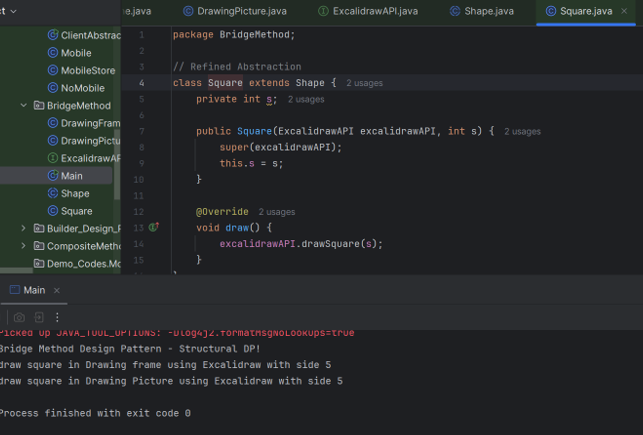 ct
e.java
DrawingPicture.java
ExcalidrawAPI.java
Shape.java
Square.java
ClientAbstrac
Mobile
MobileStore
NoMobile
BridgeMethod
DrawingFram
DrawingPictu
ExcalidrawAP
Main
Shape
Square
Builder_Design_P
CompositeMetho
Demo_Codes.Mo
1 package BridgeMethod;
2
3 // Refined Abstraction
4 class Square extends Shape { 2 usages
5 private int s; 2 usages
6
7 public Square(ExcalidrawAPI excalidrawAPI, int s) { 2 usages
8 super(excalidrawAPI);
9 this.s = s;
10 }
11
12 @Override 2 usages
13 void draw() {
14 excalidrawAPI.drawSquare(s);
15 }
Main
Picked up JAVA_TOOL_OPTIONS: -Dlog4j2.formatMsgNoLookups=true
Bridge Method Design Pattern - Structural DP!
draw square in Drawing frame using Excalidraw with side 5
draw square in Drawing Picture using Excalidraw with side 5
Process finished with exit code 0